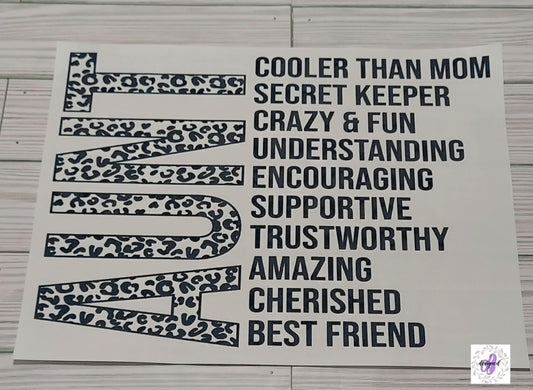 AUNT
COOLER THAN MOM
SECRET KEEPER
CRAZY & FUN
UNDERSTANDING
ENCOURAGING
SUPPORTIVE
TRUSTWORTHY
AMAZING
CHERISHED
BEST FRIEND